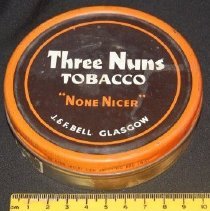 Three Nuns
TOBACCO
"NONE NICER"
J. & F. BELL GLASGOW